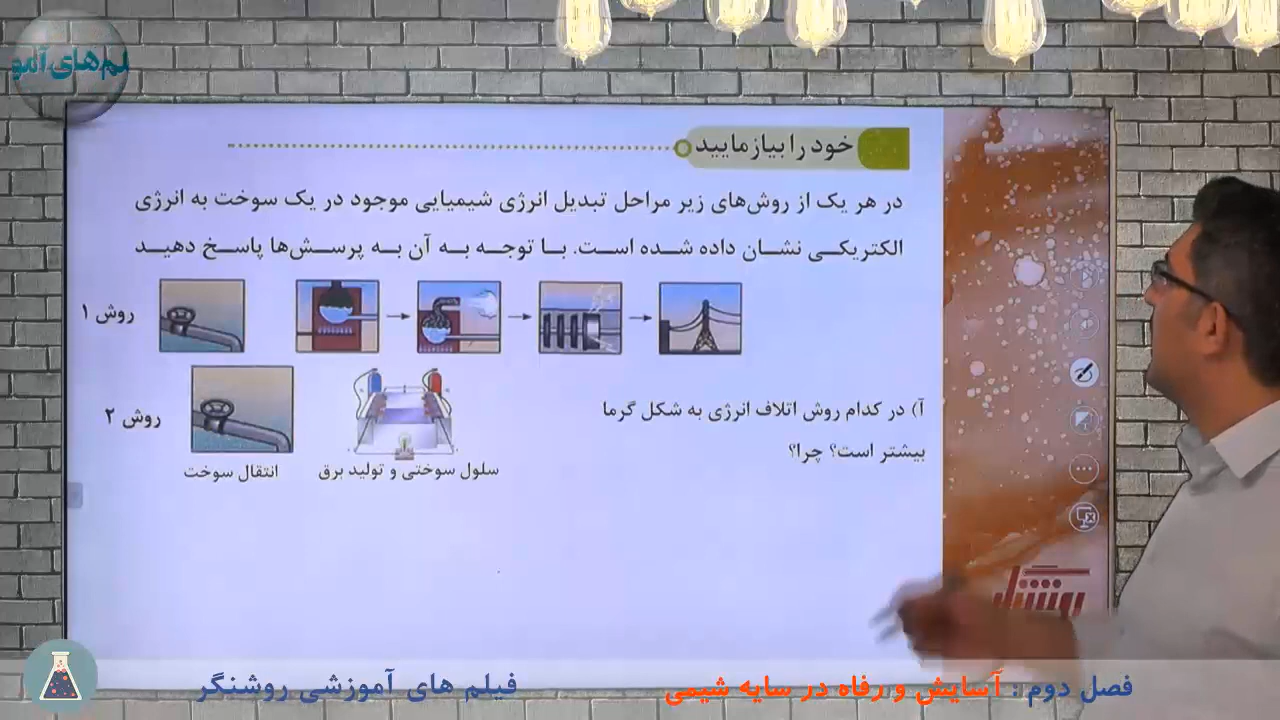 خود را بیازمایید
در هر یک از روش‌های زیر مراحل تبدیل انرژی شیمیایی موجود در یک سوخت به انرژی
الکتریکی نشان داده شده است. با توجه به آن به پرسش‌ها پاسخ دهید
روش ۱
روش ۲
انتقال سوخت
سلول سوختی و تولید برق
آ) در کدام روش اتلاف انرژی به شکل گرما
بیشتر است؟ چرا؟
روشنگر
فصل دوم : آسایش و رفاه در سایه شیمی
فیلم های آموزشی روشنگر